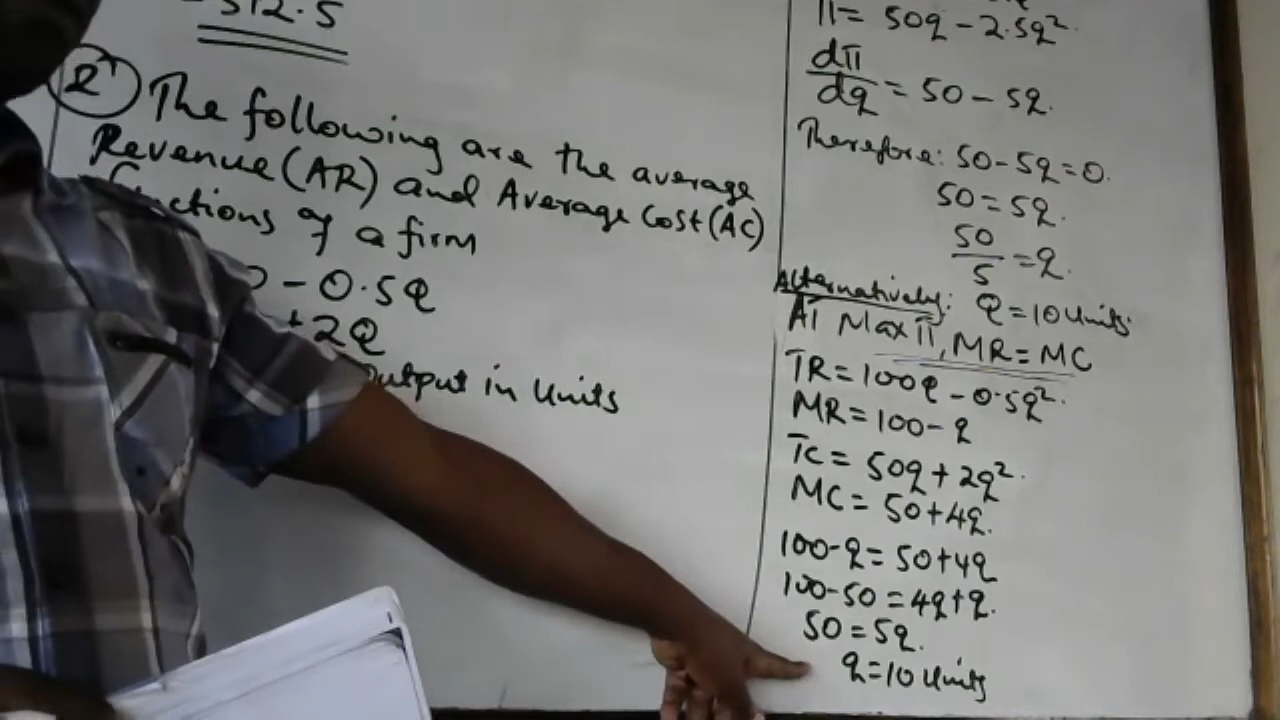 512.5
2
The following are the average
Revenue (AR) and Average Cost (AC)
of a firm
- 0.5Q
+2Q
Output in Units
Π = 50q - 2.5q²
dΠ/dq = 50 - 5q.
Therefore: 50 - 5q = 0.
50 = 5q.
50/5 = q.
Alternatively: q = 10 Units.
AT Max Π, MR = MC
TR = 100q - 0.5q².
MR = 100 - q
TC = 50q + 2q².
MC = 50 + 4q.
100 - q = 50 + 4q
100 - 50 = 4q + q.
50 = 5q.
q = 10 Units